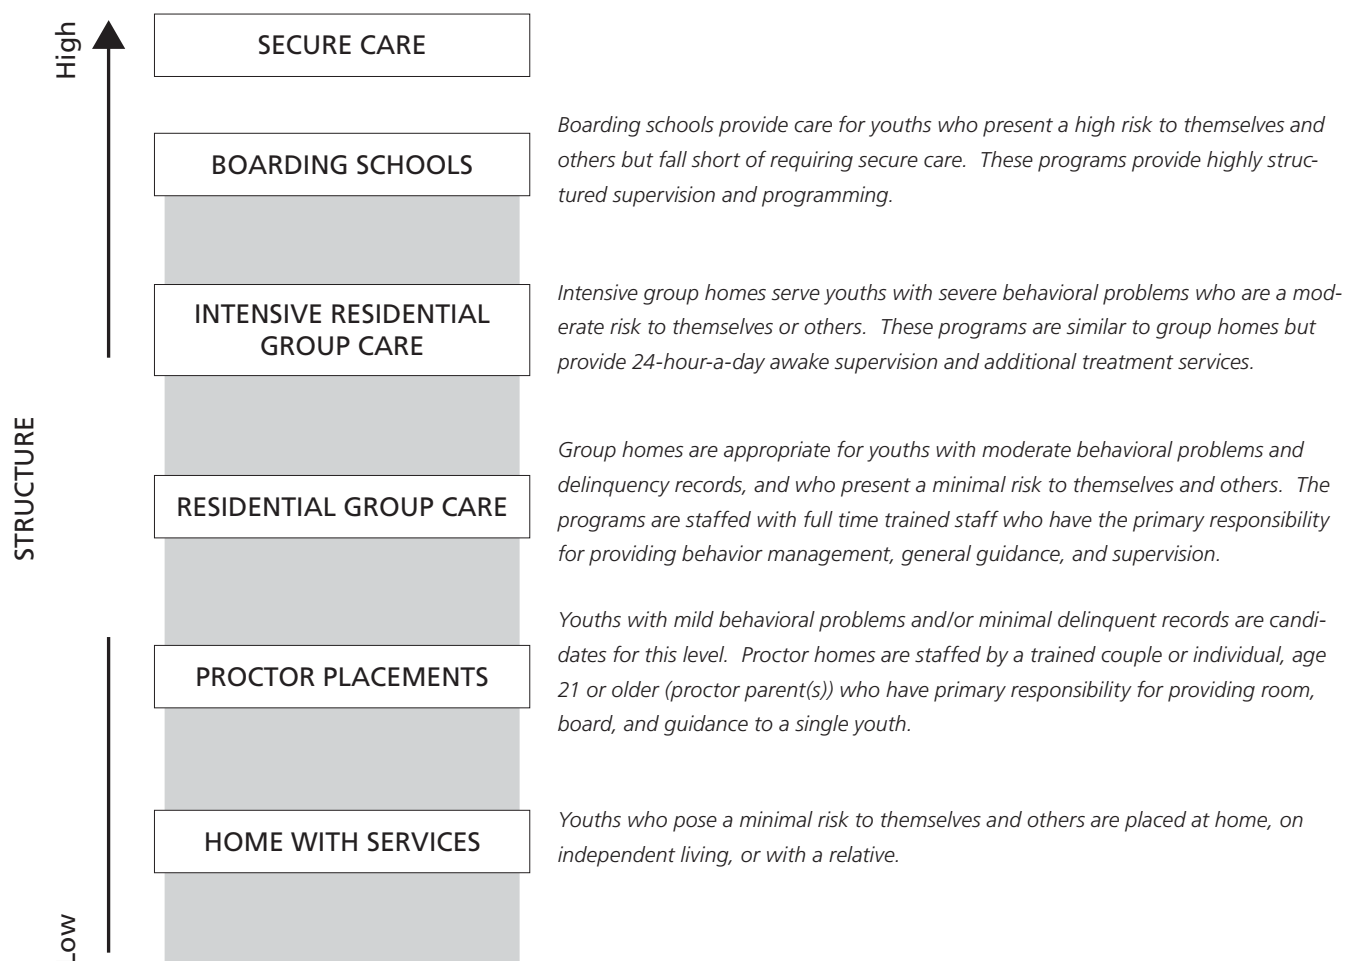 High
SECURE CARE
BOARDING SCHOOLS
Boarding schools provide care for youths who present a high risk to themselves and
others but fall short of requiring secure care.  These programs provide highly struc-
tured supervision and programming.
INTENSIVE RESIDENTIAL
GROUP CARE
Intensive group homes serve youths with severe behavioral problems who are a mod-
erate risk to themselves or others.  These programs are similar to group homes but
provide 24-hour-a-day awake supervision and additional treatment services.
STRUCTURE
RESIDENTIAL GROUP CARE
Group homes are appropriate for youths with moderate behavioral problems and
delinquency records, and who present a minimal risk to themselves and others.  The
programs are staffed with full time trained staff who have the primary responsibility
for providing behavior management, general guidance, and supervision.
PROCTOR PLACEMENTS
Youths with mild behavioral problems and/or minimal delinquent records are candi-
dates for this level.  Proctor homes are staffed by a trained couple or individual, age
21 or older (proctor parent(s)) who have primary responsibility for providing room,
board, and guidance to a single youth.
HOME WITH SERVICES
Youths who pose a minimal risk to themselves and others are placed at home, on
independent living, or with a relative.
Low